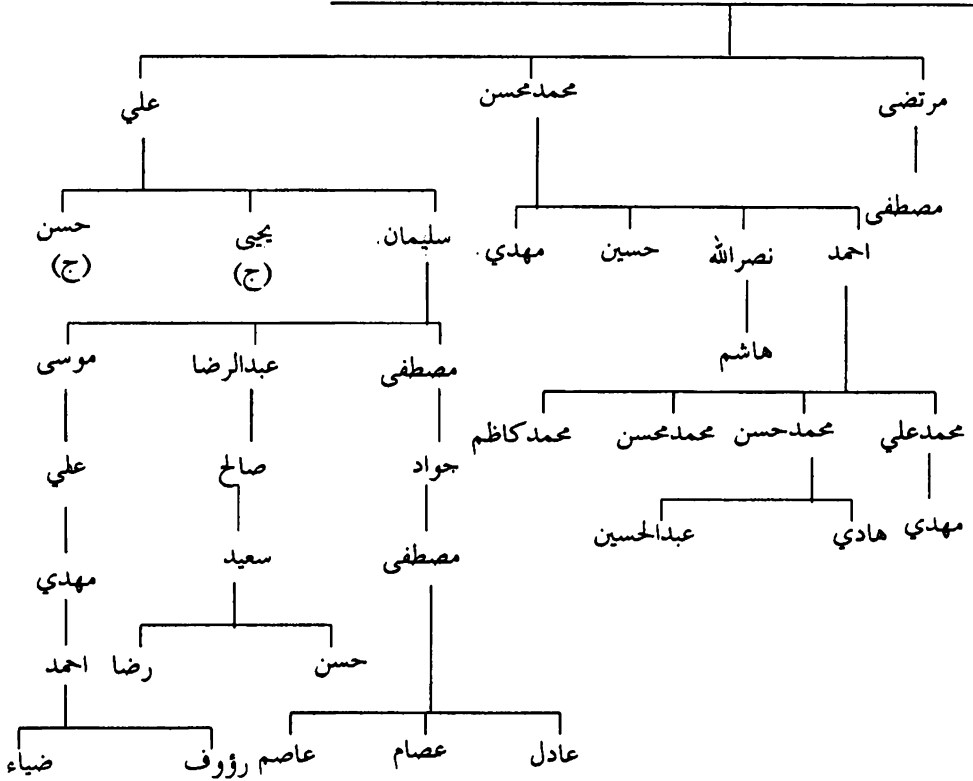 مرتضى محمدمحسن علي
مصطفى
سليمان. يحيى حسن
احمد نصرالله حسين مهدي.
(ج) (ج)
هاشم
مصطفى عبدالرضا موسى
محمدعلي محمدحسن محمدمحسن محمدكاظم
جواد صالح علي
مهدي هادي عبدالحسين
مصطفى سعيد مهدي
حسن رضا احمد
عادل عصام عاصم رؤوف ضياء